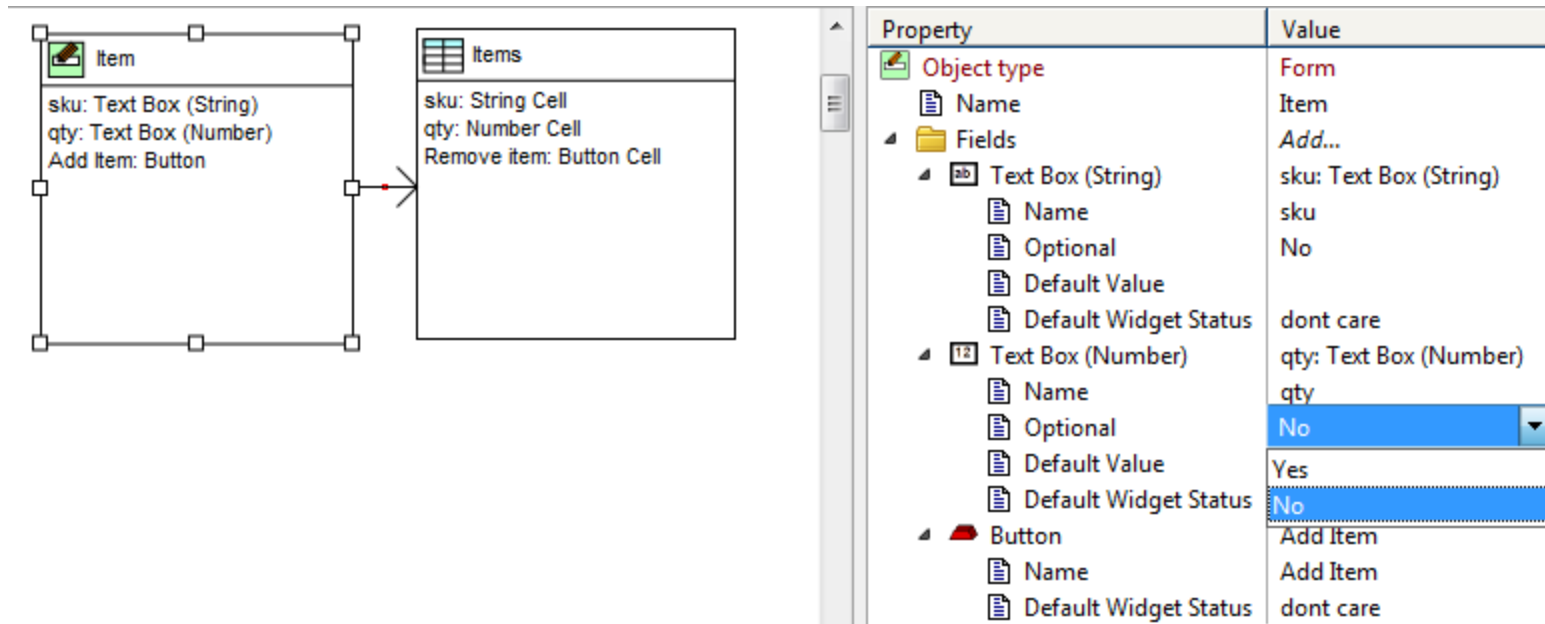 Item
sku: Text Box (String)
qty: Text Box (Number)
Add Item: Button
Items
sku: String Cell
qty: Number Cell
Remove item: Button Cell
Property Value
Object type Form
Name Item
Fields Add...
ab Text Box (String) sku: Text Box (String)
Name sku
Optional No
Default Value
Default Widget Status dont care
12 Text Box (Number) qty: Text Box (Number)
Name qty
Optional No
Default Value Yes
Default Widget Status No
Button Add Item
Name Add Item
Default Widget Status dont care